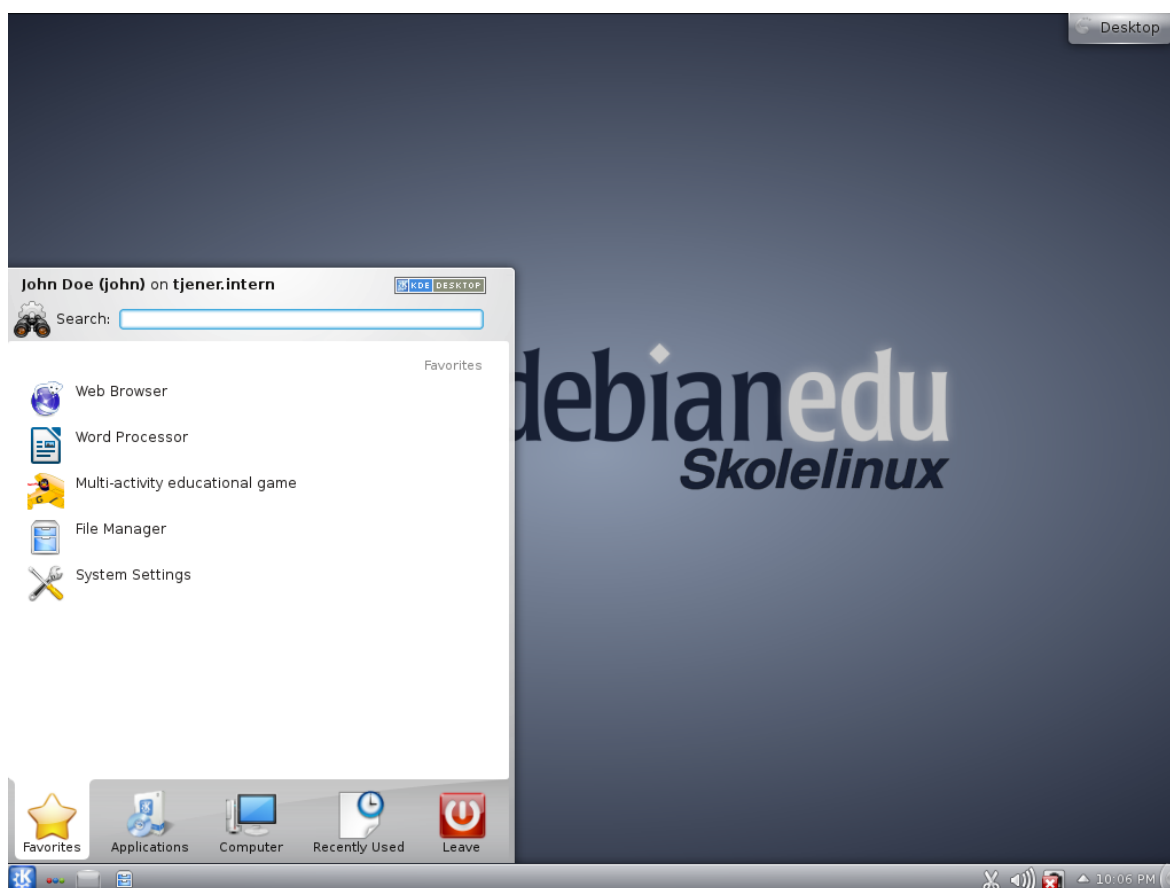 Desktop
John Doe (john) on tjener.intern
KDE DESKTOP
Search:
Favorites
Web Browser
Word Processor
Multi-activity educational game
File Manager
System Settings
debianedu
Skolelinux
Favorites Applications Computer Recently Used Leave
10:06 PM